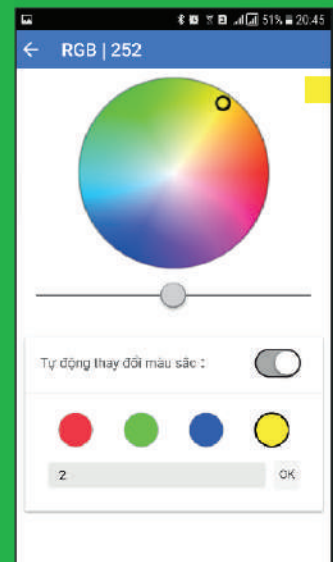 51% 20:45
RGB | 252
Tự động thay đổi màu sắc :
2
OK